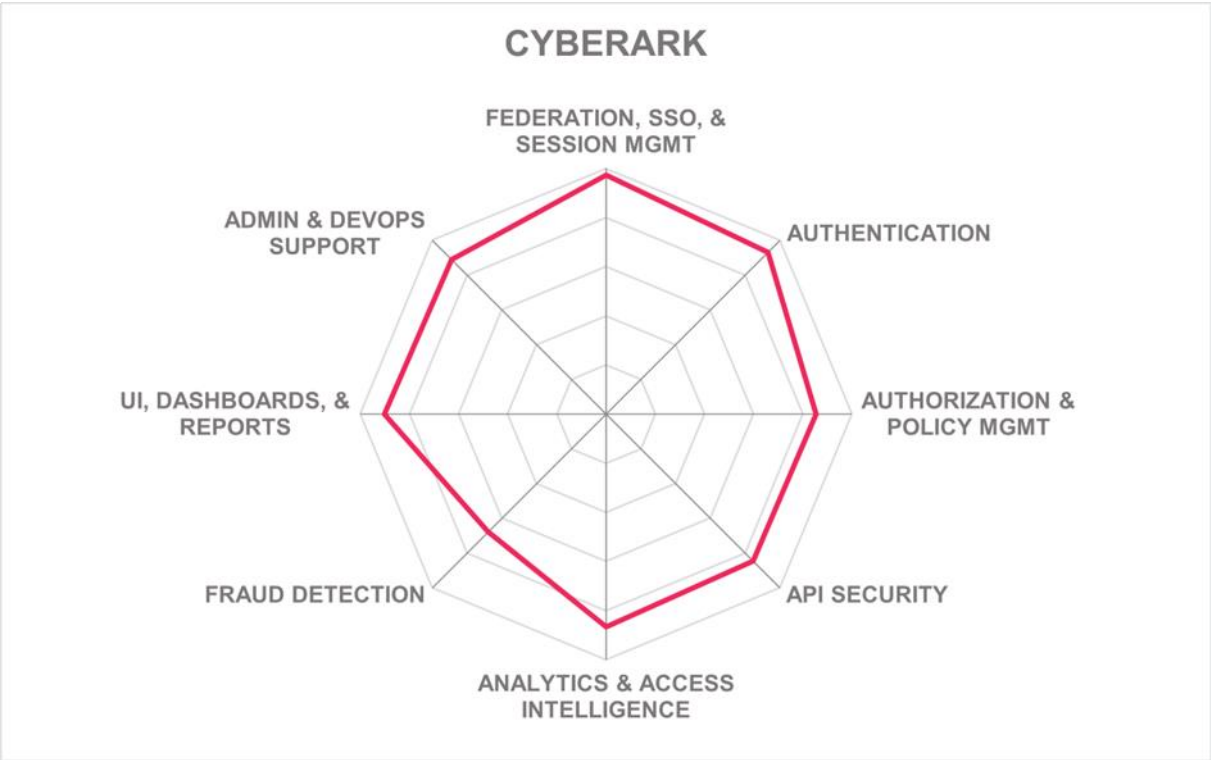 CYBERARK
FEDERATION, SSO, &
SESSION MGMT
ADMIN & DEVOPS
SUPPORT
AUTHENTICATION
UI, DASHBOARDS, &
REPORTS
AUTHORIZATION &
POLICY MGMT
FRAUD DETECTION
API SECURITY
ANALYTICS & ACCESS
INTELLIGENCE